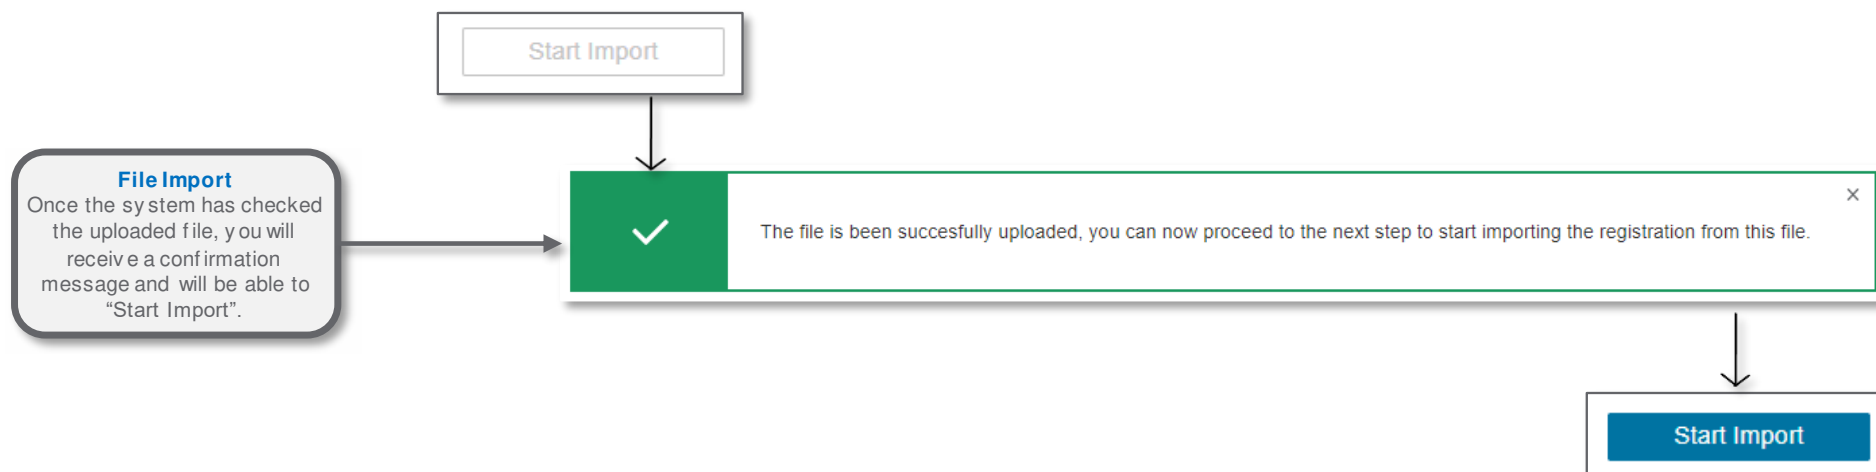 Start Import
File Import
Once the system has checked
the uploaded file, you will
receive a confirmation
message and will be able to
“Start Import”.
The file is been succesfully uploaded, you can now proceed to the next step to start importing the registration from this file.
Start Import